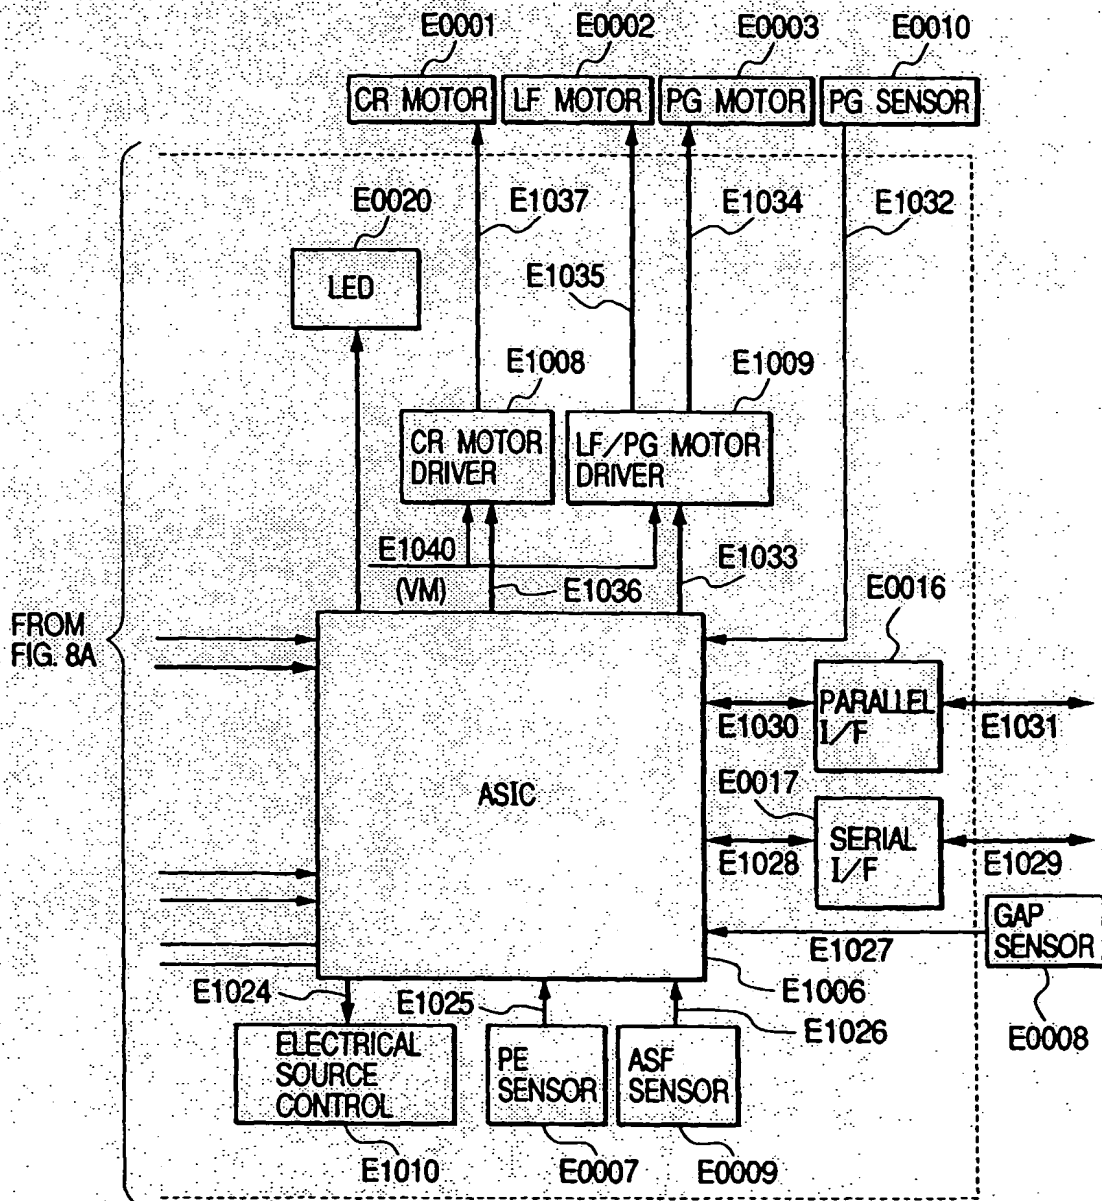 E0001
E0002
E0003
E0010
CR MOTOR
LF MOTOR
PG MOTOR
PG SENSOR
E0020
E1037
E1034
E1032
LED
E1035
E1008
E1009
CR MOTOR
DRIVER
LF/PG MOTOR
DRIVER
E1040
(VM)
E1036
E1033
E0016
FROM
FIG. 8A
PARALLEL
I/F
E1030
E1031
ASIC
E0017
SERIAL
I/F
E1028
E1029
GAP
SENSOR
E1027
E1024
E1025
E1006
E1026
E0008
ELECTRICAL
SOURCE
CONTROL
PE
SENSOR
ASF
SENSOR
E1010
E0007
E0009